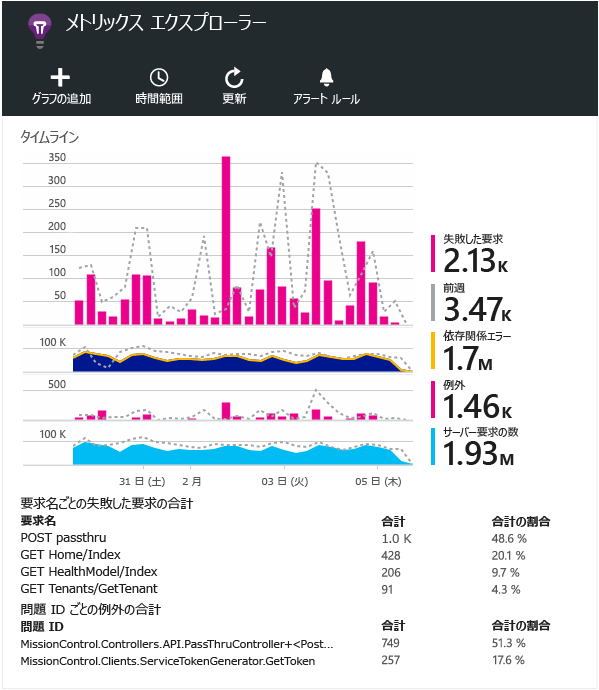 メトリックス エクスプローラー
グラフの追加 時間範囲 更新 アラート ルール
タイムライン
350
300
250
200
150
100
50
100 K
500
100 K
31 日 (土) 2 月 03 日 (火) 05 日 (木)
失敗した要求
2.13K
前週
3.47K
依存関係エラー
1.7M
例外
1.46K
サーバー要求の数
1.93M
要求名ごとの失敗した要求の合計
要求名 合計 合計の割合
POST passthru 1.0 K 48.6 %
GET Home/Index 428 20.1 %
GET HealthModel/Index 206 9.7 %
GET Tenants/GetTenant 91 4.3 %
問題 ID ごとの例外の合計
問題 ID 合計 合計の割合
MissionControl.Controllers.API.PassThruController+<Post... 749 51.3 %
MissionControl.Clients.ServiceTokenGenerator.GetToken 257 17.6 %